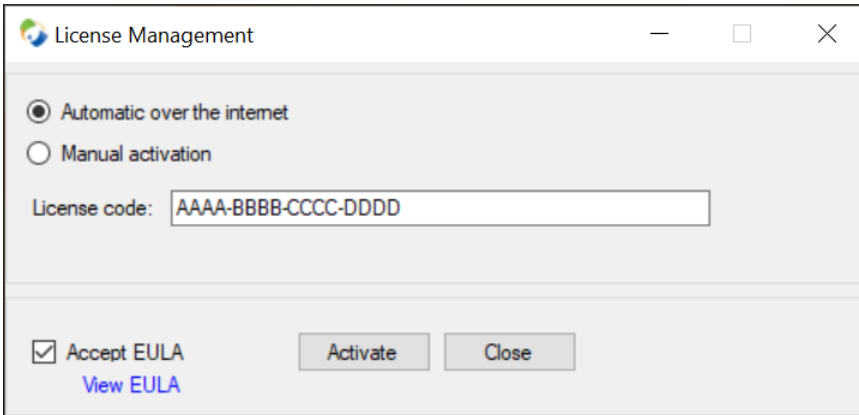 License Management
Automatic over the internet
Manual activation
License code: AAAA-BBBB-CCCC-DDDD
Accept EULA Activate Close
View EULA